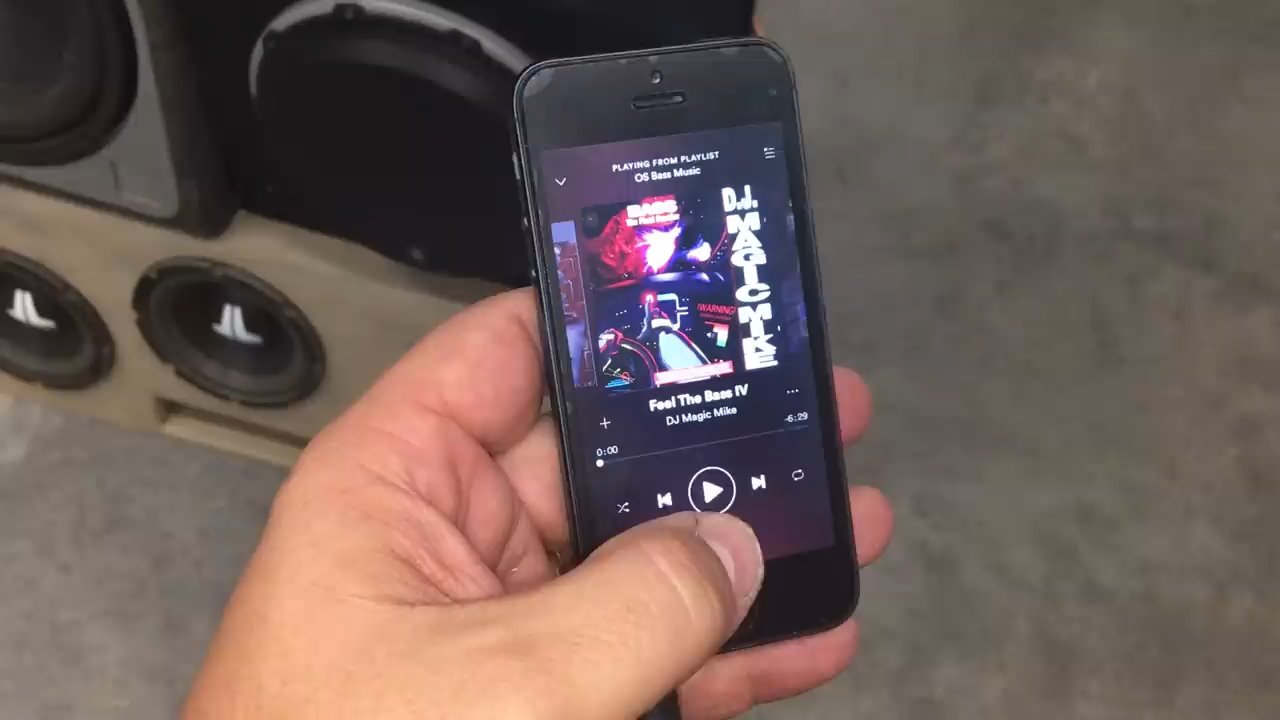 PLAYING FROM PLAYLIST
OS Bass Music
BASS
D.J.
MAGIC
MIKE
WARNING!
Feel The Bass IV
DJ Magic Mike
0:00
-6:29
JL
JL